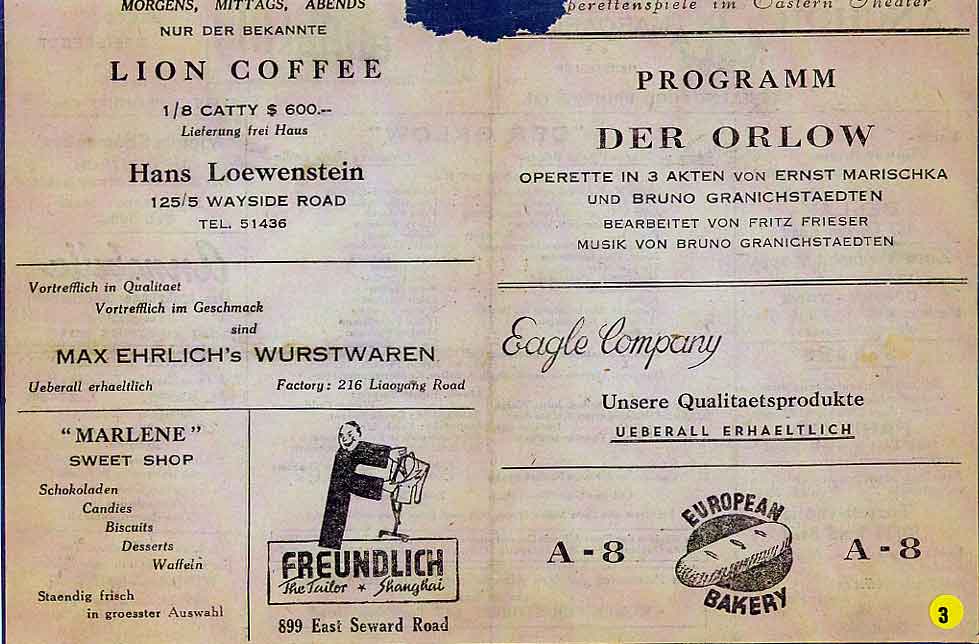 MORGENS, MITTAGS, ABENDS
NUR DER BEKANNTE
LION COFFEE
1/8 CATTY $ 600.--
Lieferung frei Haus
Hans Loewenstein
125/5 WAYSIDE ROAD
TEL. 51436
Vortrefflich in Qualitaet
Vortrefflich im Geschmack
sind
MAX EHRLICH's WURSTWAREN
Ueberall erhaeltlich Factory: 216 Liaoyang Road
"MARLENE"
SWEET SHOP
Schokoladen
Candies
Biscuits
Desserts
Waffeln
Staendig frisch
in groesster Auswahl
F
FREUNDLICH
The Tailor * Shanghai
899 East Seward Road
perettenspiele im Eastern Theater
PROGRAMM
DER ORLOW
OPERETTE IN 3 AKTEN VON ERNST MARISCHKA
UND BRUNO GRANICHSTAEDTEN
BEARBEITET VON FRITZ FRIESER
MUSIK VON BRUNO GRANICHSTAEDTEN
Eagle Company
Unsere Qualitaetsprodukte
UEBERALL ERHAELTLICH
A-8 EUROPEAN BAKERY A-8
3